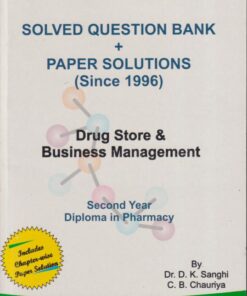 SOLVED QUESTION BANK
+
PAPER SOLUTIONS
(Since 1996)
Drug Store &
Business Management
Second Year
Diploma in Pharmacy
Includes
Chapter-wise
Paper Solution
By
Dr. D. K. Sanghi
C. B. Chauriya